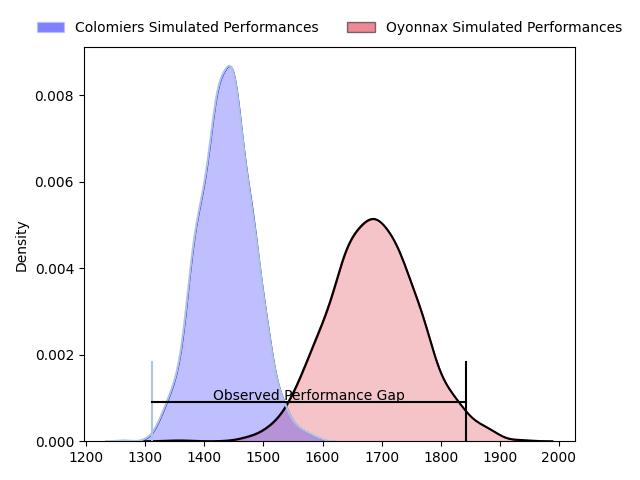 Colomiers Simulated Performances
Oyonnax Simulated Performances
Density
0.008
0.006
0.004
0.002
0.000
Observed Performance Gap
1200 1300 1400 1500 1600 1700 1800 1900 2000